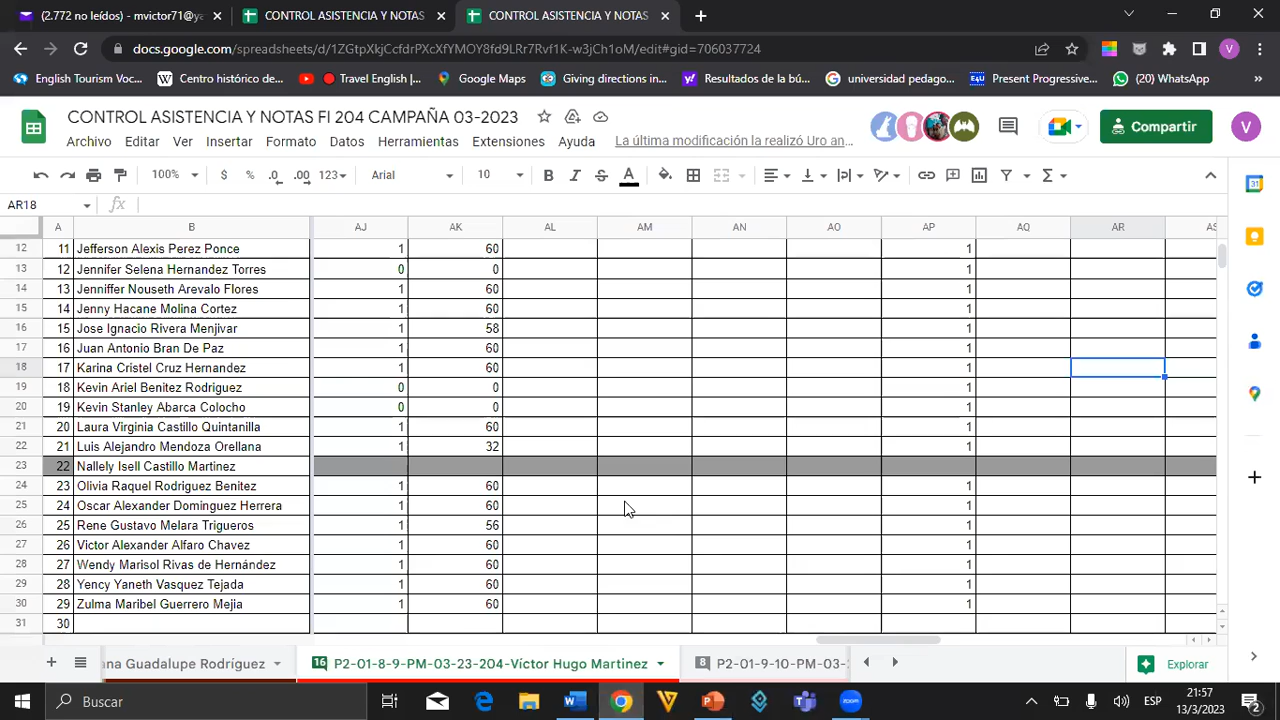 (2.772 no leídos) - mvictor71@y
CONTROL ASISTENCIA Y NOTAS
CONTROL ASISTENCIA Y NOTAS
docs.google.com/spreadsheets/d/1ZGtpXkjCcfdrPXcXfYMOY8fd9LRr7Rvf1K-w3jCh1oM/edit#gid=706037724
V
English Tourism Voc...
Centro histórico de...
Travel English |...
Google Maps
Giving directions in...
Resultados de la bú...
universidad pedago...
Present Progressive...
(20) WhatsApp
»
CONTROL ASISTENCIA Y NOTAS FI 204 CAMPAÑA 03-2023
Compartir
V
Archivo Editar Ver Insertar Formato Datos Herramientas Extensiones Ayuda
La última modificación la realizó Uro an...
100% $ % .0 .00 123 Arial 10 B I S A
AR18 fx
A B AJ AK AL AM AN AO AP AQ AR AS
12 11 Jefferson Alexis Perez Ponce 1 60 1
13 12 Jennifer Selena Hernandez Torres 0 0 1
14 13 Jenniffer Nouseth Arevalo Flores 1 60 1
15 14 Jenny Hacane Molina Cortez 1 60 1
16 15 Jose Ignacio Rivera Menjivar 1 58 1
17 16 Juan Antonio Bran De Paz 1 60 1
18 17 Karina Cristel Cruz Hernandez 1 60 1
19 18 Kevin Ariel Benitez Rodriguez 0 0 1
20 19 Kevin Stanley Abarca Colocho 0 0 1
21 20 Laura Virginia Castillo Quintanilla 1 60 1
22 21 Luis Alejandro Mendoza Orellana 1 32 1
23 22 Nallely Isell Castillo Martinez
24 23 Olivia Raquel Rodriguez Benitez 1 60 1
25 24 Oscar Alexander Dominguez Herrera 1 60 1
26 25 Rene Gustavo Melara Trigueros 1 56 1
27 26 Victor Alexander Alfaro Chavez 1 60 1
28 27 Wendy Marisol Rivas de Hernández 1 60 1
29 28 Yency Yaneth Vasquez Tejada 1 60 1
30 29 Zulma Maribel Guerrero Mejia 1 60 1
31 30
ana Guadalupe Rodríguez
16 P2-01-8-9-PM-03-23-204-Víctor Hugo Martinez
8 P2-01-9-10-PM-03-2
Explorar
Buscar
ESP
21:57
13/3/2023
2